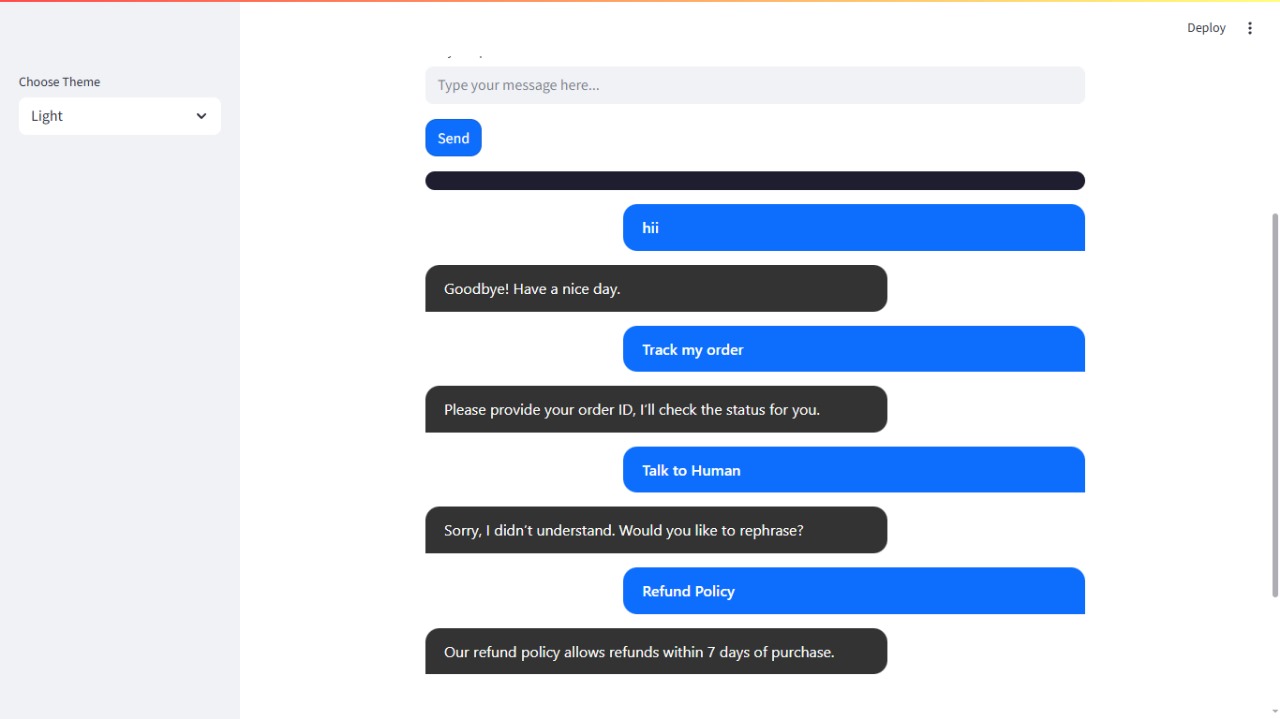 Deploy
Choose Theme
Light
Type your message here...
Send
hii
Goodbye! Have a nice day.
Track my order
Please provide your order ID, I'll check the status for you.
Talk to Human
Sorry, I didn't understand. Would you like to rephrase?
Refund Policy
Our refund policy allows refunds within 7 days of purchase.